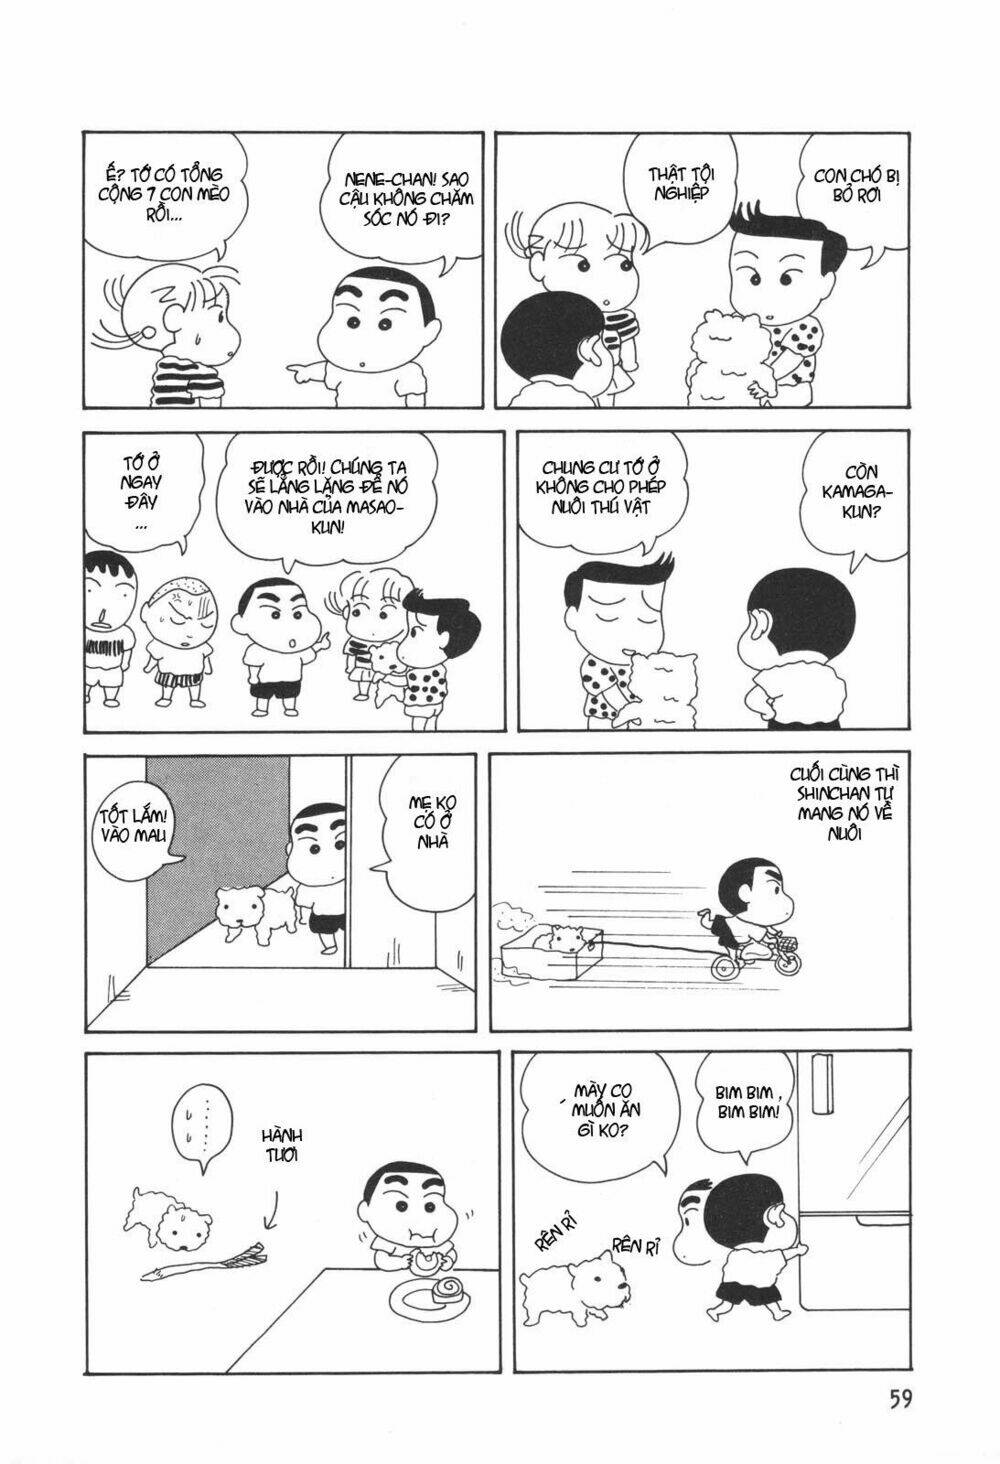 CON CHÓ BỊ
BỎ RƠI
THẬT TỘI
NGHIỆP
NENE-CHAN! SAO
CẬU KHÔNG CHĂM
SÓC NÓ ĐI?
Ế? TỚ CÓ TỔNG
CỘNG 7 CON MÈO
RỒI...
CÒN
KAMAGA-
KUN?
CHUNG CƯ TỚ Ở
KHÔNG CHO PHÉP
NUÔI THÚ VẬT
ĐƯỢC RỒI! CHÚNG TA
SẼ LẲNG LẶNG ĐỂ NÓ
VÀO NHÀ CỦA MASAO-
KUN!
TỚ Ở
NGAY
ĐÂY
...
CUỐI CÙNG THÌ
SHINCHAN TỰ
MANG NÓ VỀ
NUÔI
MẸ KO
CÓ Ở
NHÀ
TỐT LẮM!
VÀO MAU
BIM BIM ,
BIM BIM!
MÀY CO
MUỐN ĂN
GÌ KO?
RÊN RỈ
RÊN RỈ
HÀNH
TƯƠI
59